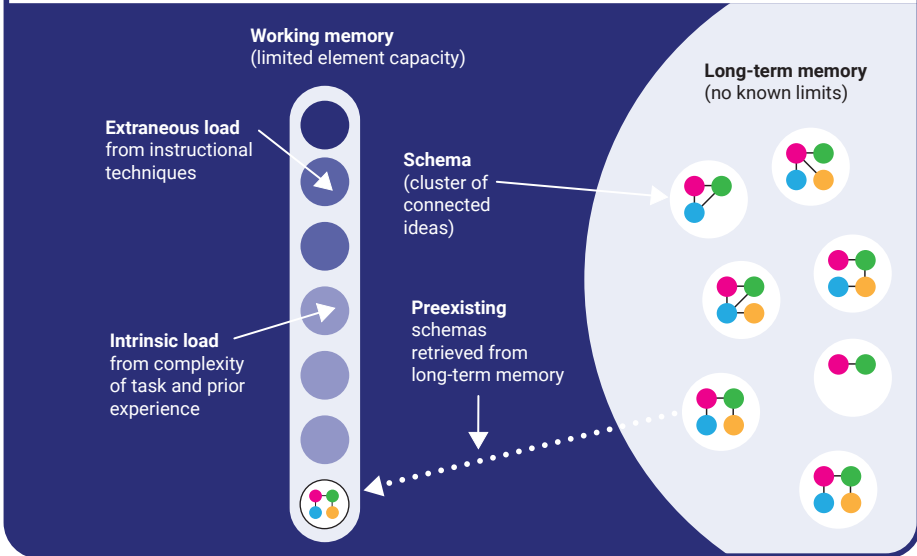 Working memory
(limited element capacity)
Long-term memory
(no known limits)
Extraneous load
from instructional
techniques
Schema
(cluster of
connected
ideas)
Intrinsic load
from complexity
of task and prior
experience
Preexisting
schemas
retrieved from
long-term memory